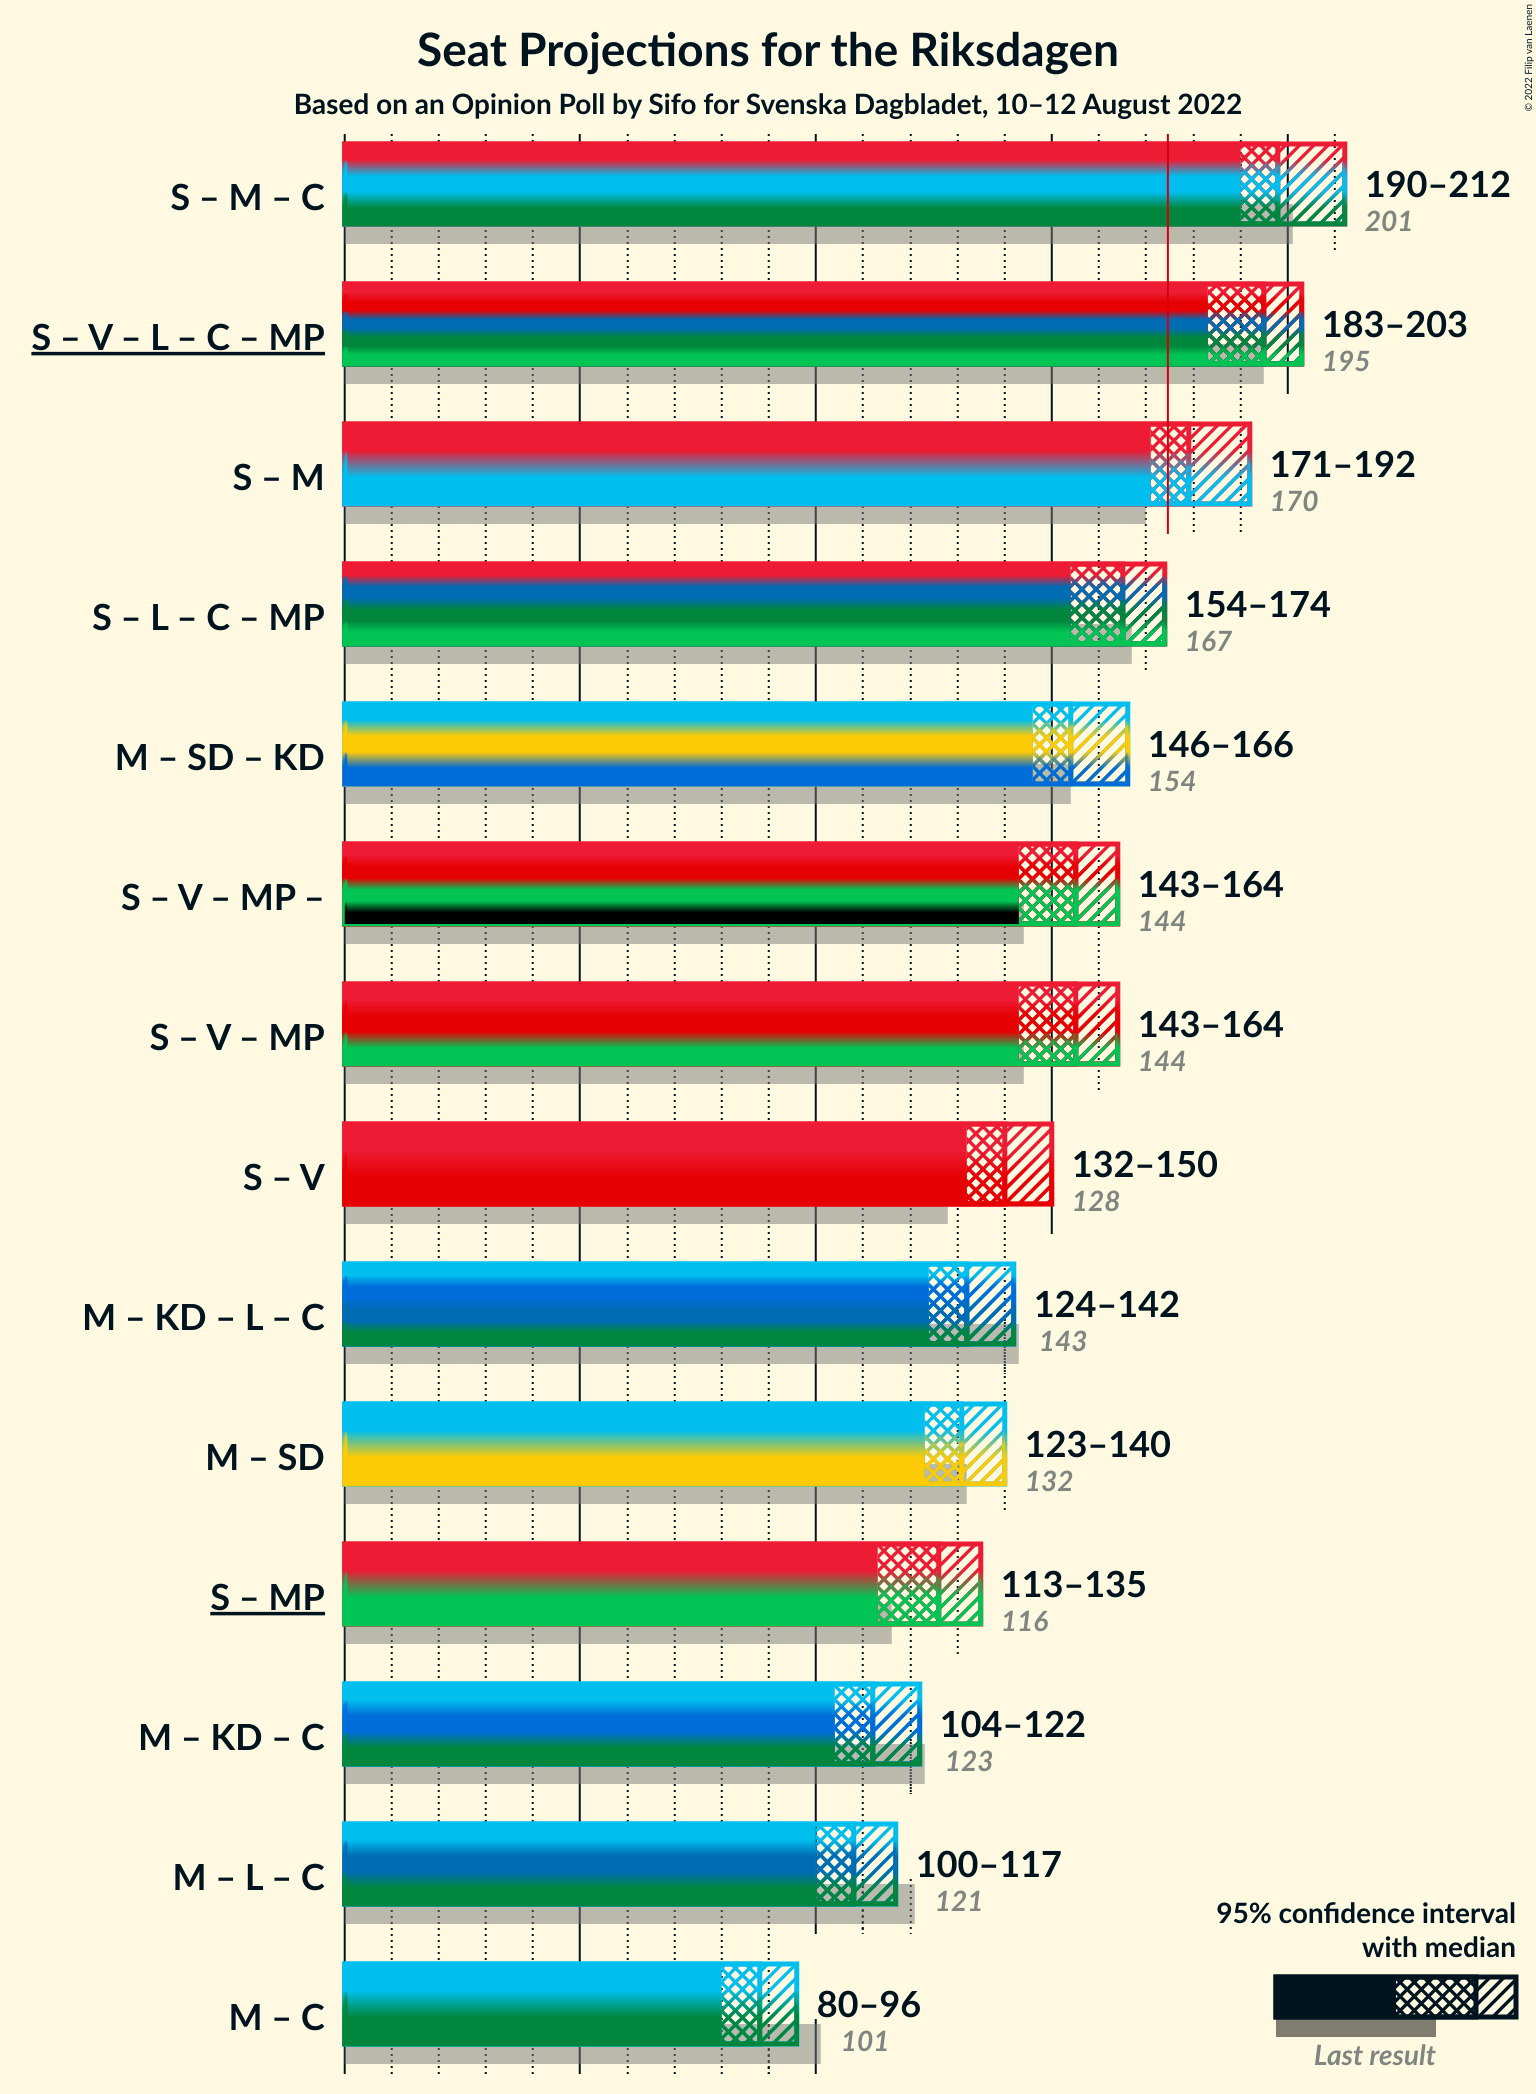 Seat Projections for the Riksdagen
Based on an Opinion Poll by Sifo for Svenska Dagbladet, 10–12 August 2022
© 2022 Filip van Laenen
S – M – C
190–212
201
S – V – L – C – MP
183–203
195
S – M
171–192
170
S – L – C – MP
154–174
167
M – SD – KD
146–166
154
S – V – MP –
143–164
144
S – V – MP
143–164
144
S – V
132–150
128
M – KD – L – C
124–142
143
M – SD
123–140
132
S – MP
113–135
116
M – KD – C
104–122
123
M – L – C
100–117
121
M – C
80–96
101
95% confidence interval
with median
Last result